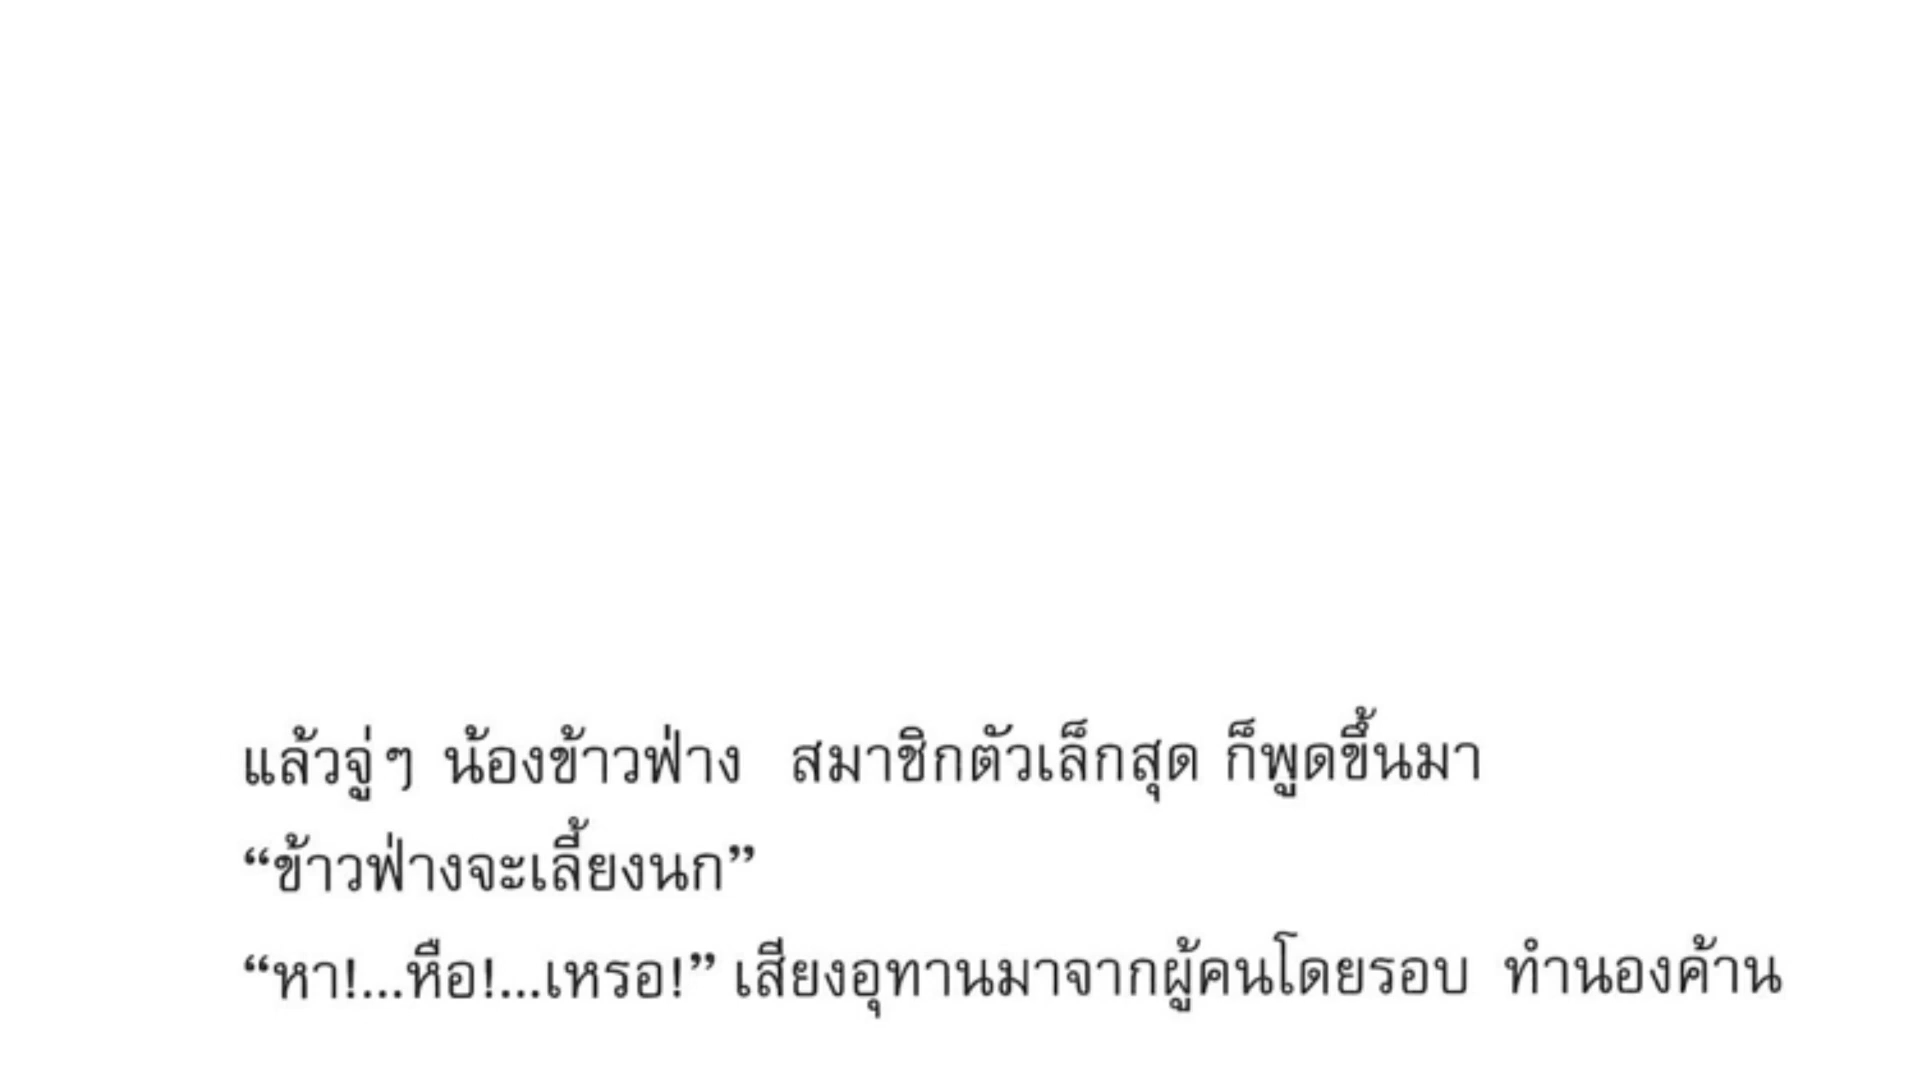 แล้วจู่ๆ น้องข้าวฟ่าง สมาชิกตัวเล็กสุด ก็พูดขึ้นมา
“ข้าวฟ่างจะเลี้ยงนก”
“หา!...หือ!...เหรอ!” เสียงอุทานมาจากผู้คนโดยรอบ ทำนองค้าน